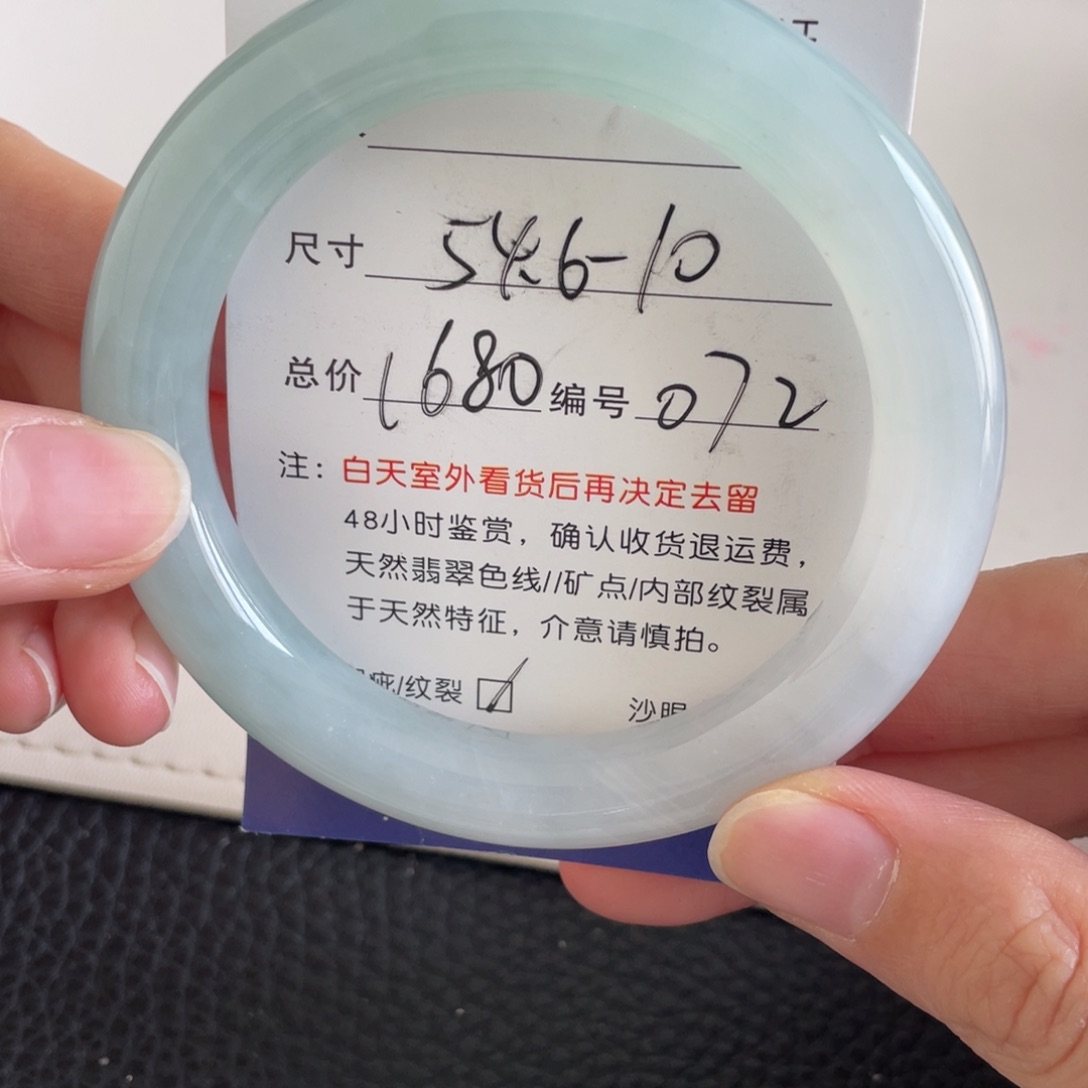 尺寸 54.6-10
总价 1680 编号 072
注：白天室外看货后再决定去留
48小时鉴赏，确认收货退运费，
天然翡翠色线//矿点/内部纹裂属
于天然特征，介意请慎拍。
疵/纹裂 ☑ 沙眼